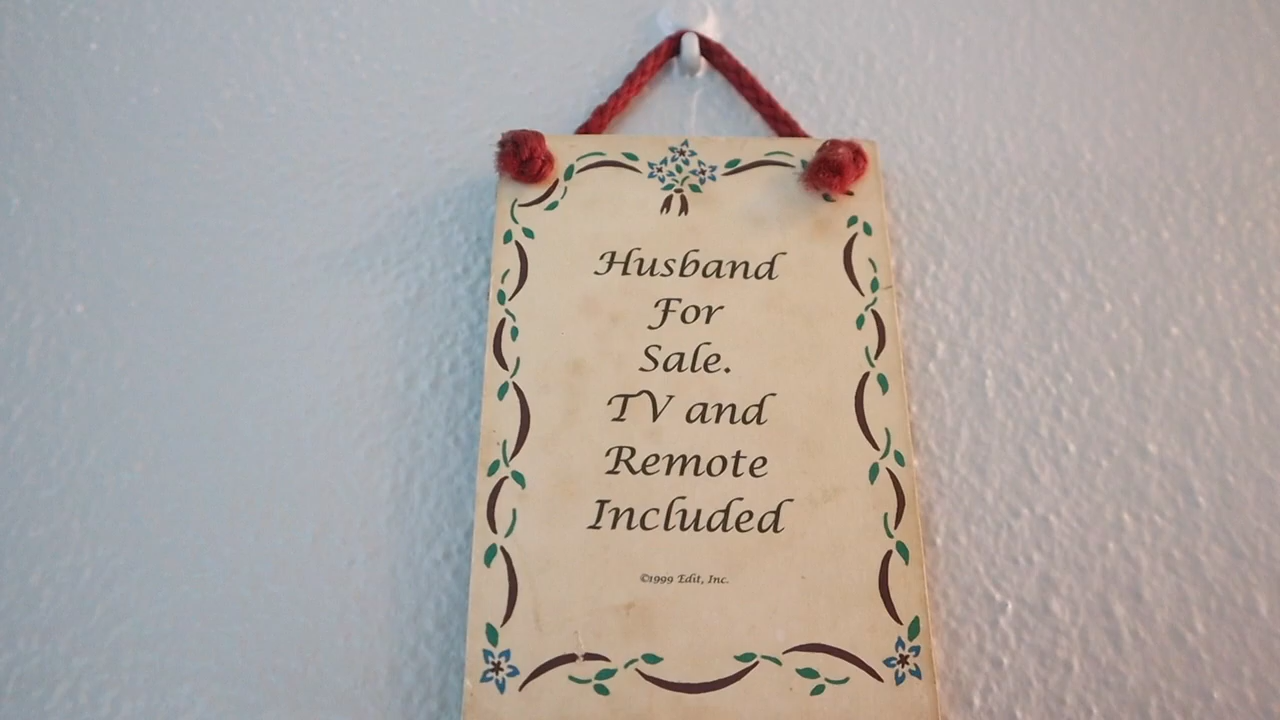 Husband
For
Sale.
TV and
Remote
Included
©1999 Edit, Inc.